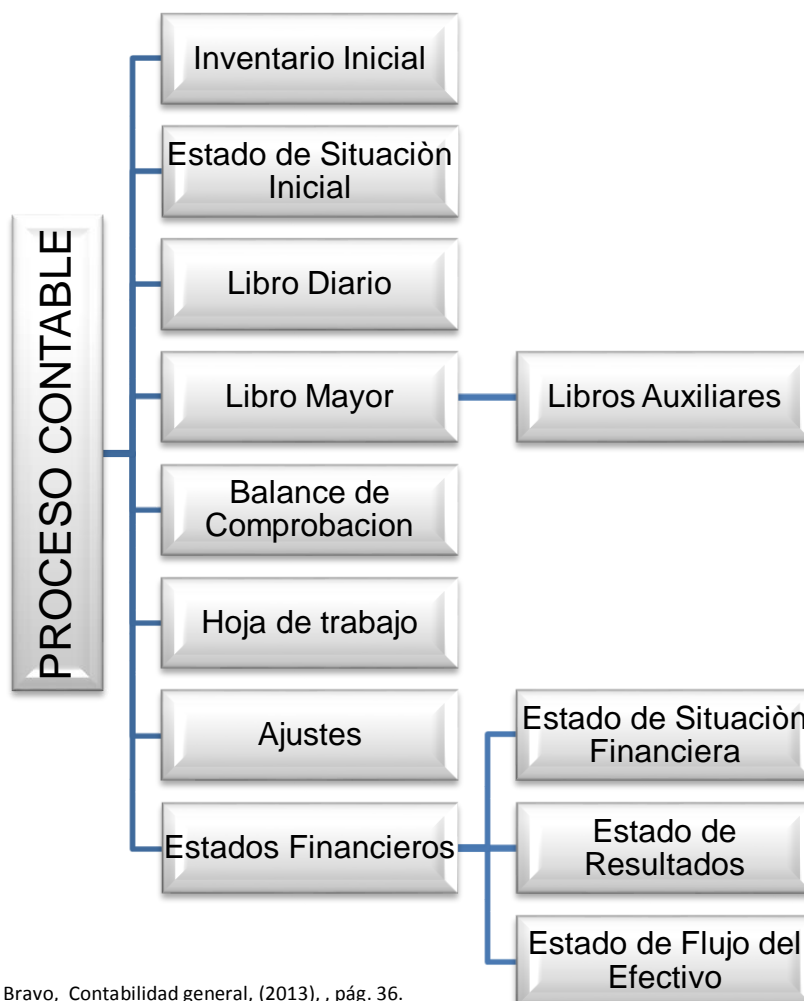 PROCESO CONTABLE
Inventario Inicial
Estado de Situaciòn
Inicial
Libro Diario
Libro Mayor
Libros Auxiliares
Balance de
Comprobacion
Hoja de trabajo
Ajustes
Estados Financieros
Estado de Situaciòn
Financiera
Estado de
Resultados
Estado de Flujo del
Efectivo
Bravo, Contabilidad general, (2013), , pág. 36.